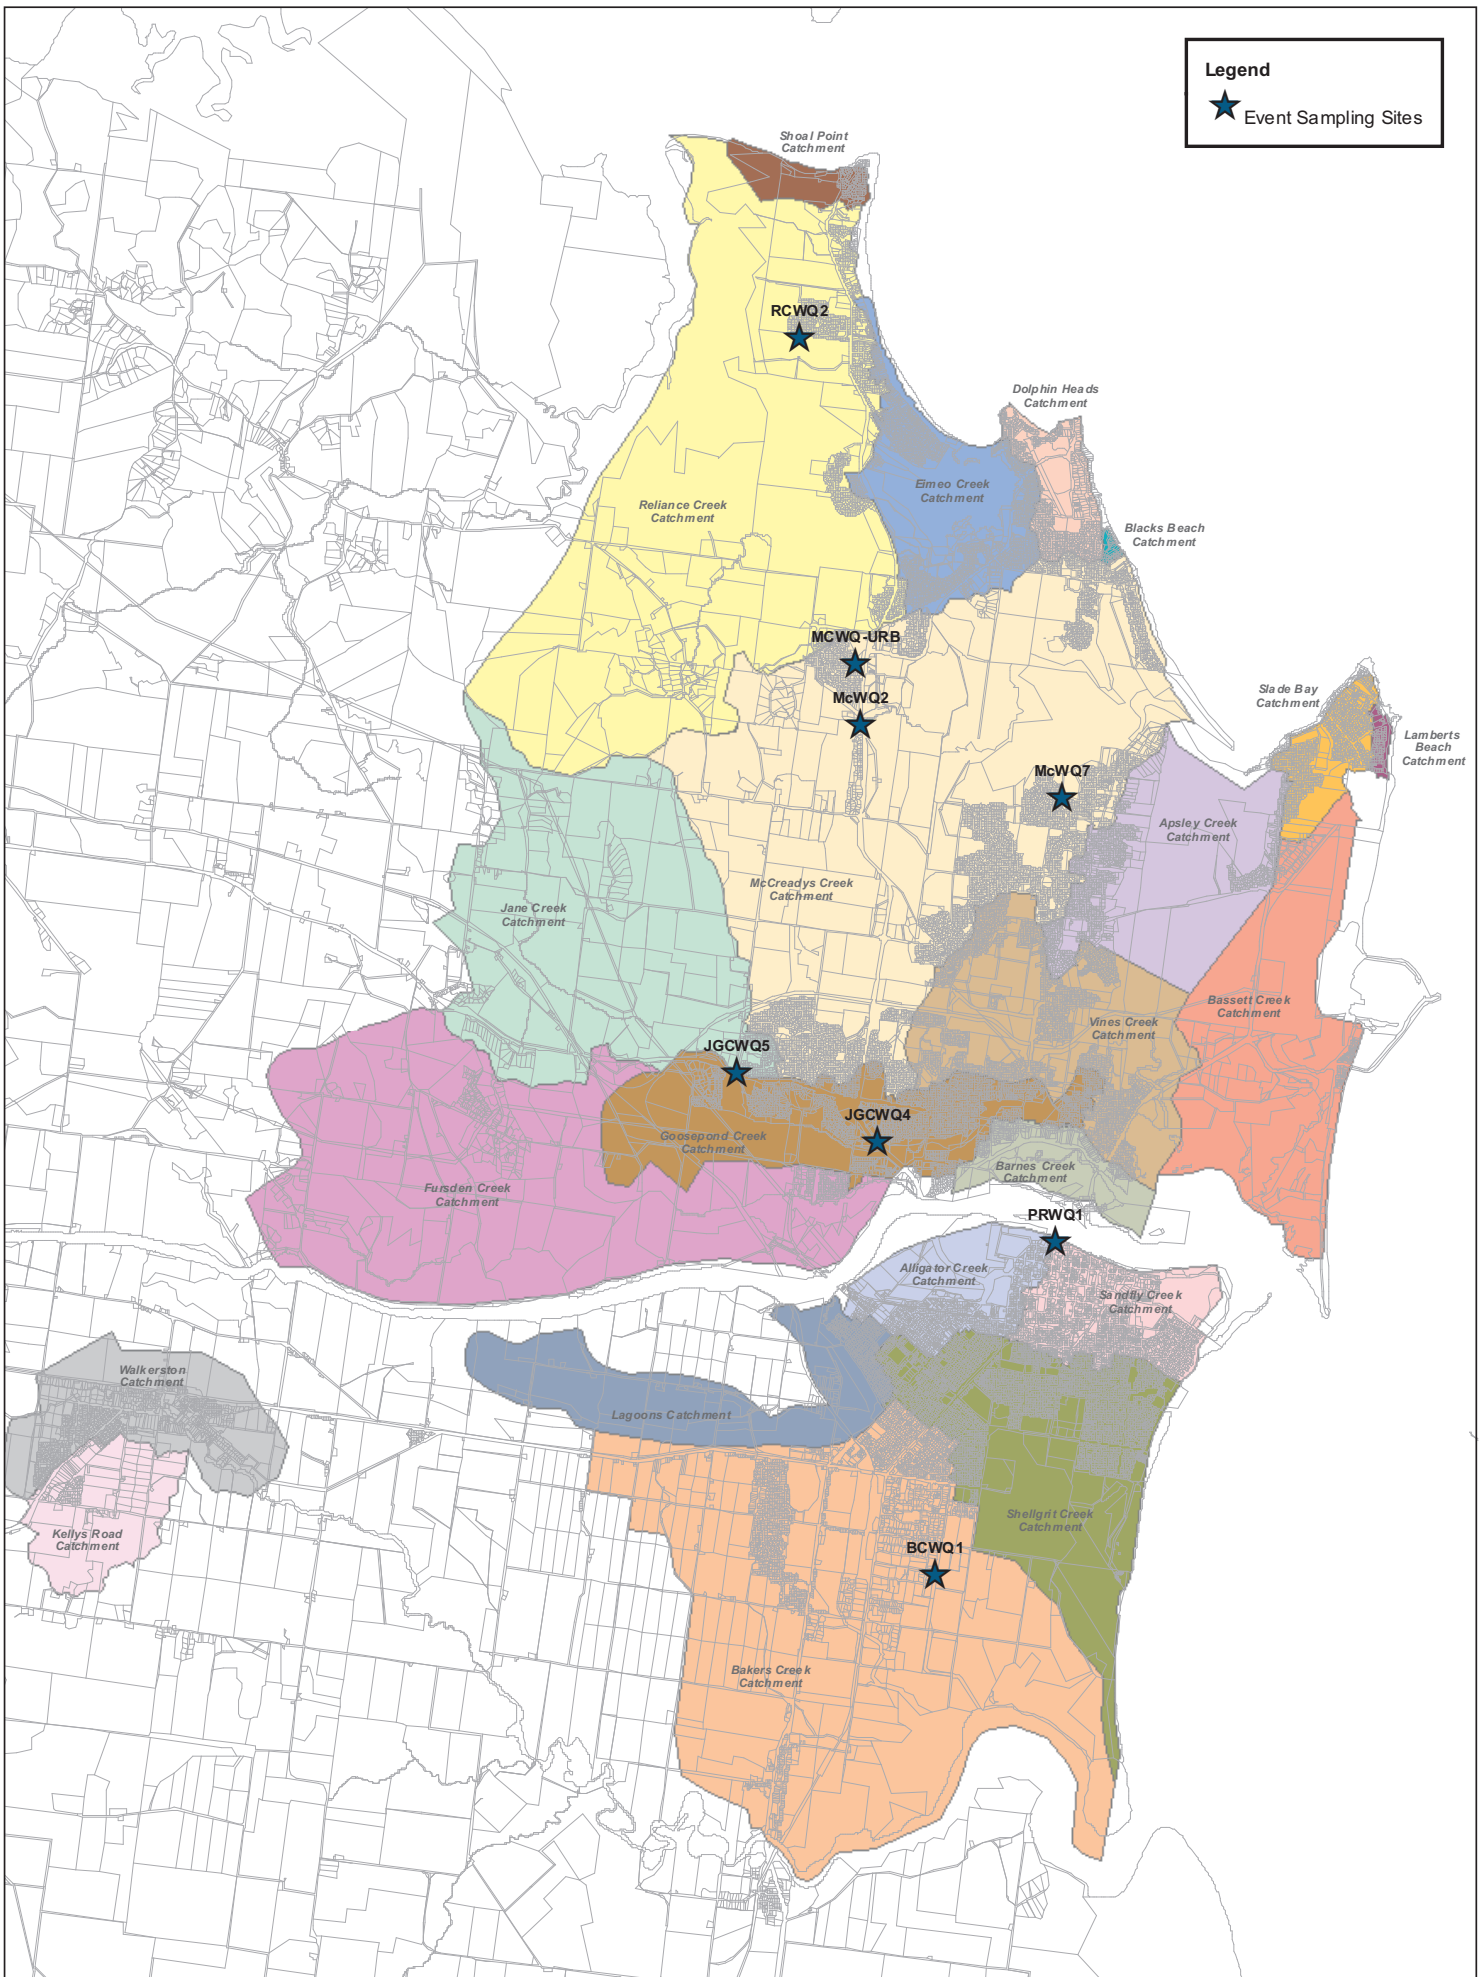 Legend
Event Sampling Sites
Shoal Point
Catchment
RCWQ2
Dolphin Heads
Catchment
Eimeo Creek
Catchment
Reliance Creek
Catchment
Blacks Beach
Catchment
MCWQ-URB
McWQ2
Slade Bay
Catchment
Lamberts
Beach
Catchment
McWQ7
Apsley Creek
Catchment
McCreadys Creek
Catchment
Jane Creek
Catchment
Bassett Creek
Catchment
Vines Creek
Catchment
JGCWQ5
JGCWQ4
Goosepond Creek
Catchment
Barnes Creek
Catchment
Fursden Creek
Catchment
PRWQ1
Alligator Creek
Catchment
Sandfly Creek
Catchment
Walkerston
Catchment
Lagoons Catchment
Shellgrit Creek
Catchment
Kellys Road
Catchment
BCWQ1
Bakers Creek
Catchment